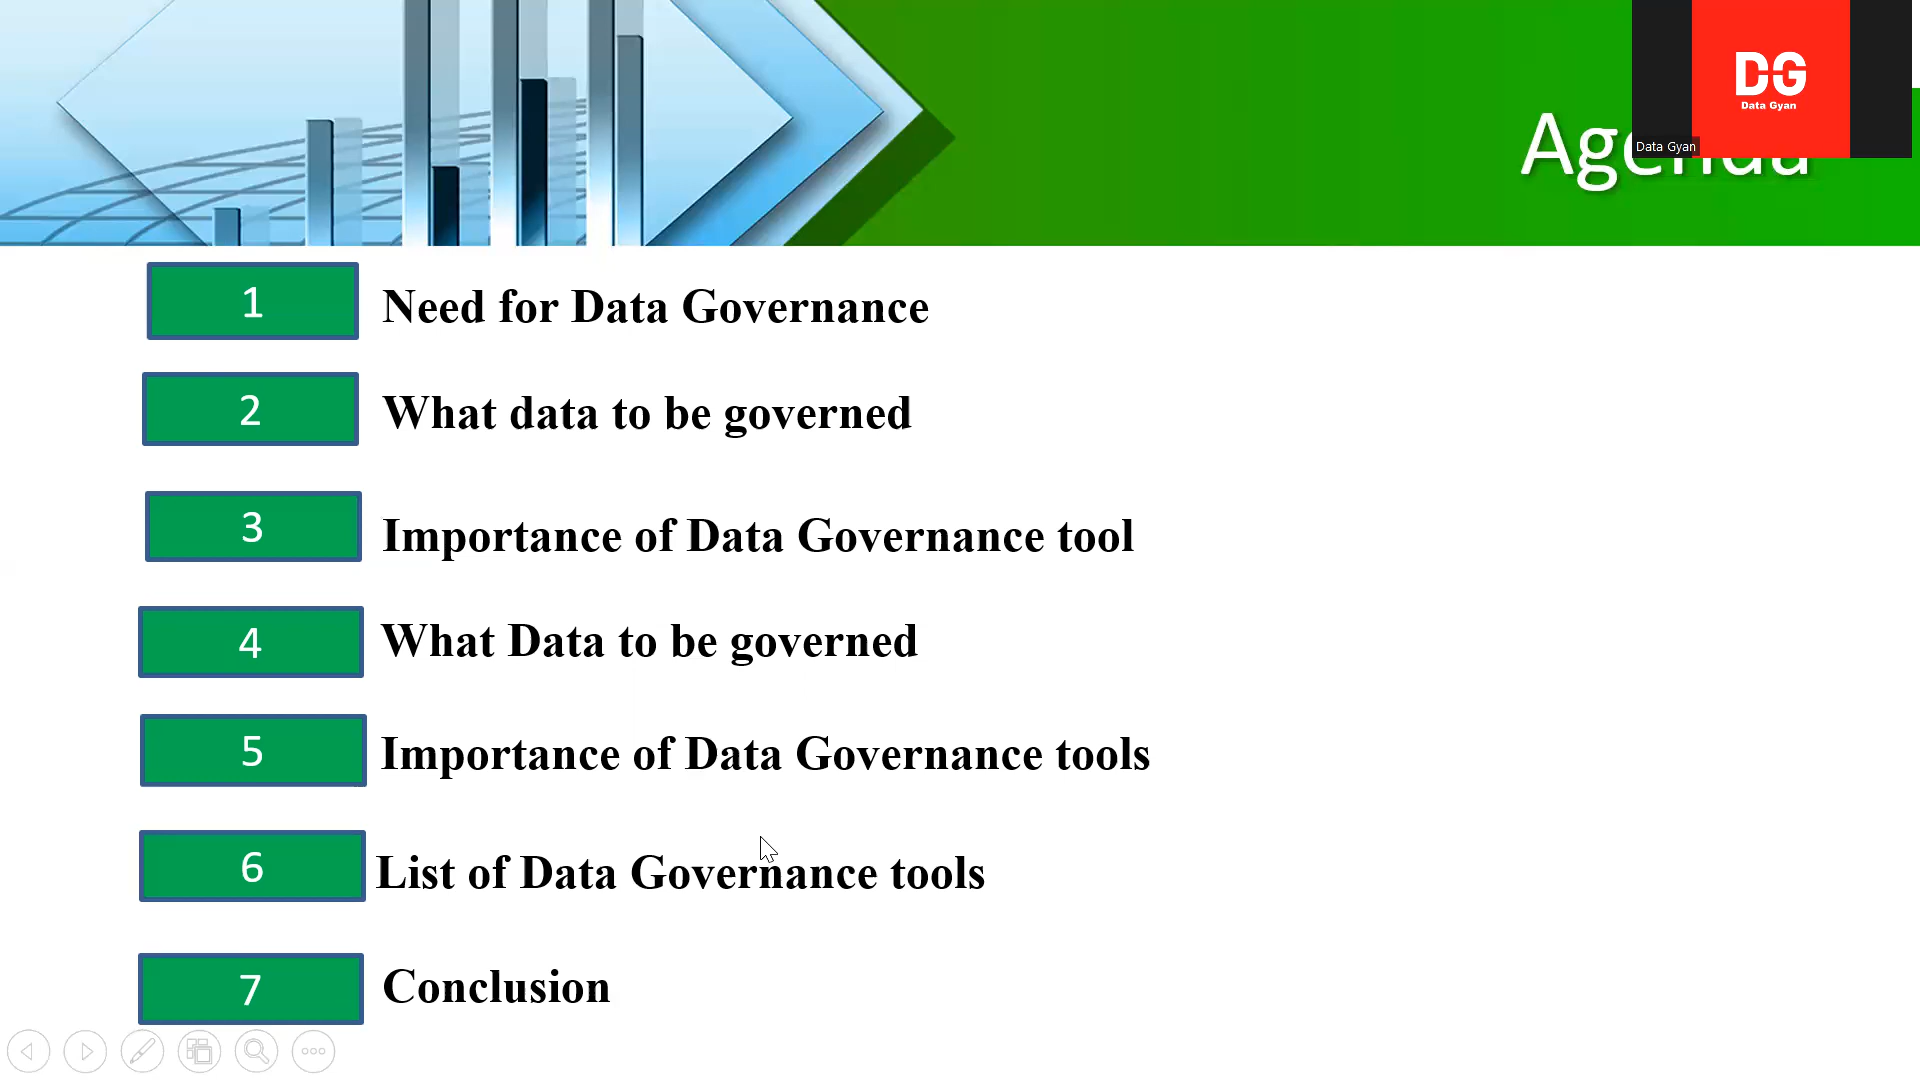 DG
Data Gyan
Data Gyan
1 Need for Data Governance
2 What data to be governed
3 Importance of Data Governance tool
4 What Data to be governed
5 Importance of Data Governance tools
6 List of Data Governance tools
7 Conclusion